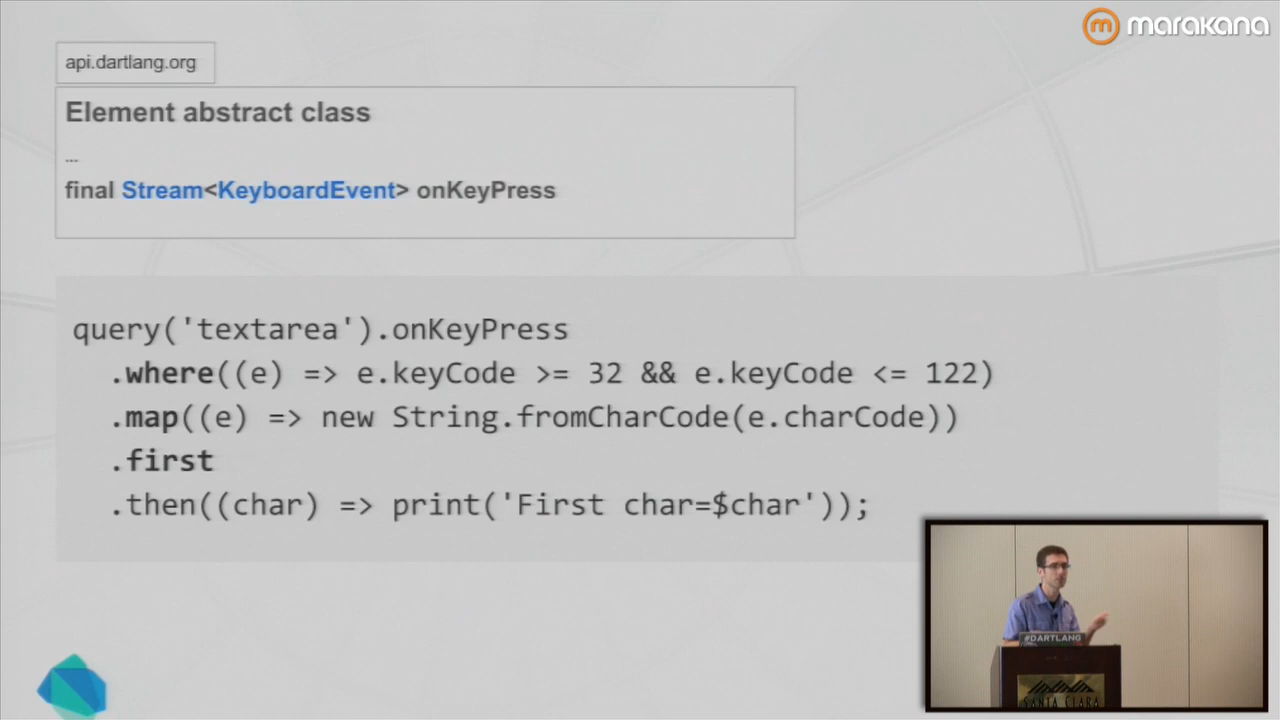 marakana
api.dartlang.org
Element abstract class
...
final Stream<KeyboardEvent> onKeyPress
query('textarea').onKeyPress
.where((e) => e.keyCode >= 32 && e.keyCode <= 122)
.map((e) => new String.fromCharCode(e.charCode))
.first
.then((char) => print('First char=$char'));
#DARTLANG
SANTA CLARA